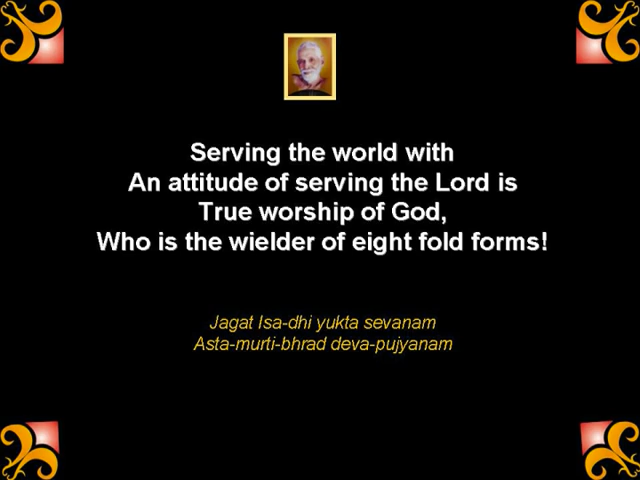 Serving the world with
An attitude of serving the Lord is
True worship of God,
Who is the wielder of eight fold forms!
Jagat Isa-dhi yukta sevanam
Asta-murti-bhrad deva-pujyanam